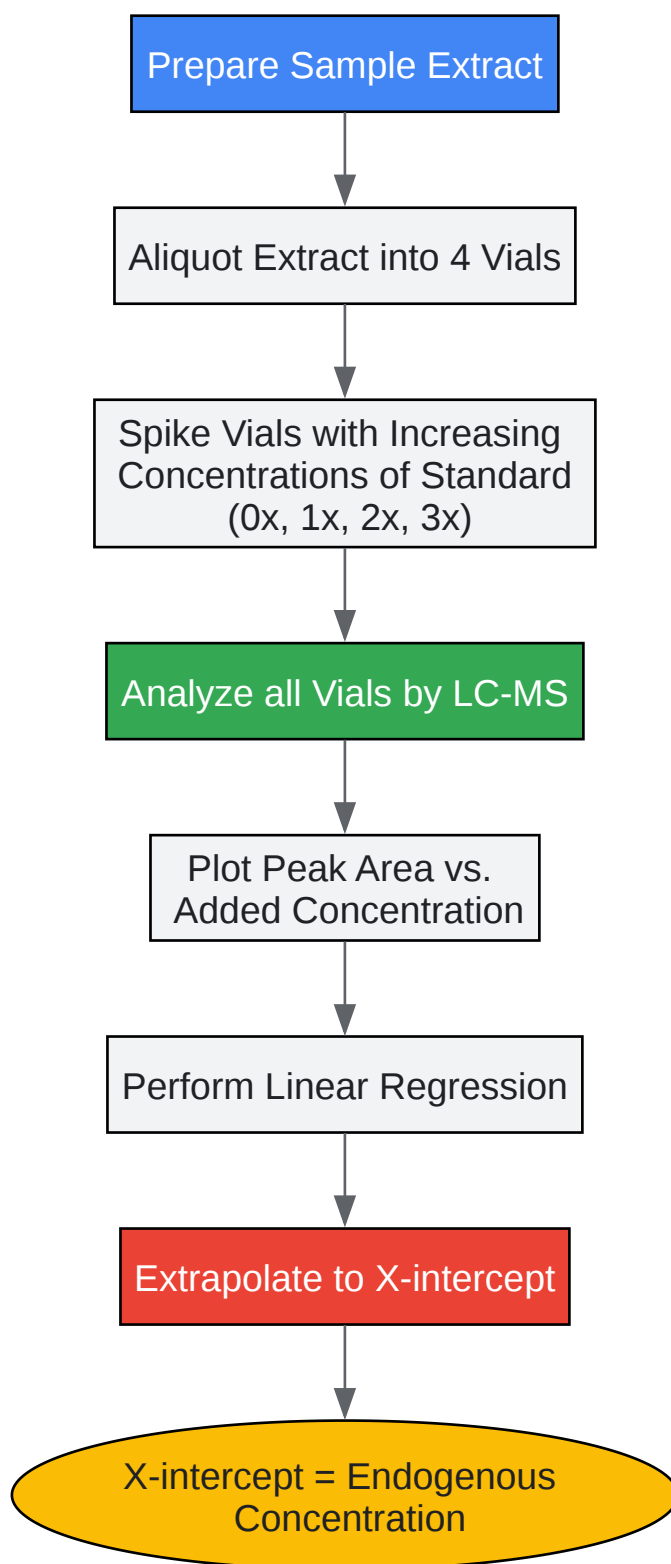 Prepare Sample Extract
Aliquot Extract into 4 Vials
Spike Vials with Increasing
Concentrations of Standard
(0x, 1x, 2x, 3x)
Analyze all Vials by LC-MS
Plot Peak Area vs.
Added Concentration
Perform Linear Regression
Extrapolate to X-intercept
X-intercept = Endogenous
Concentration